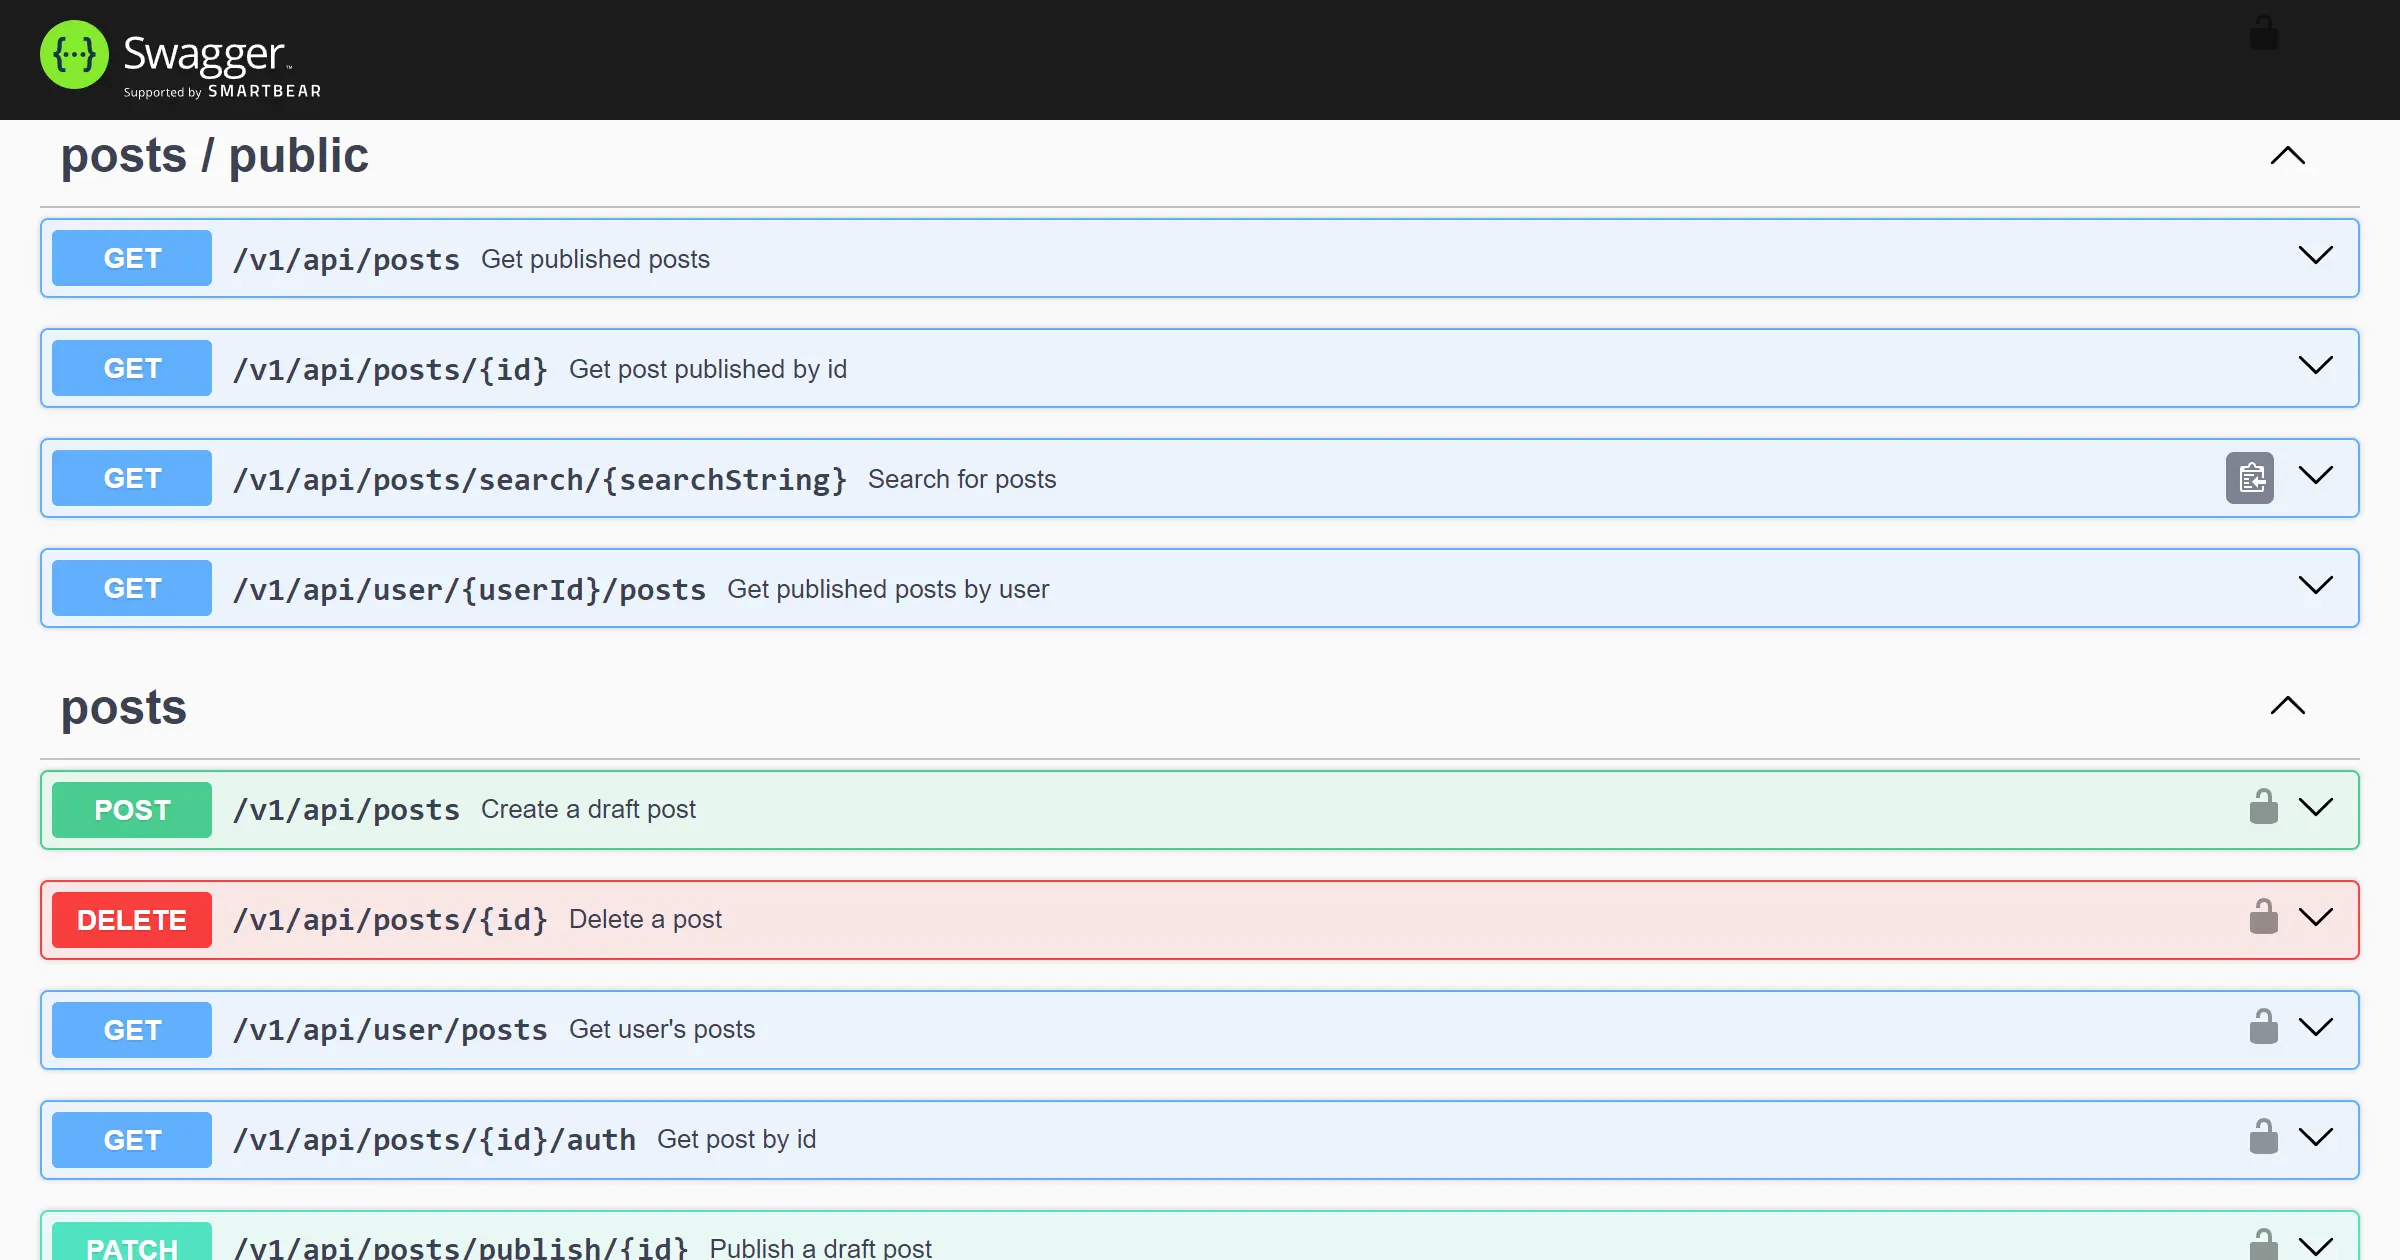 {···} Swagger™
Supported by SMARTBEAR
posts / public
GET /v1/api/posts Get published posts
GET /v1/api/posts/{id} Get post published by id
GET /v1/api/posts/search/{searchString} Search for posts
GET /v1/api/user/{userId}/posts Get published posts by user
posts
POST /v1/api/posts Create a draft post
DELETE /v1/api/posts/{id} Delete a post
GET /v1/api/user/posts Get user's posts
GET /v1/api/posts/{id}/auth Get post by id
PATCH /v1/api/posts/publish/{id} Publish a draft post